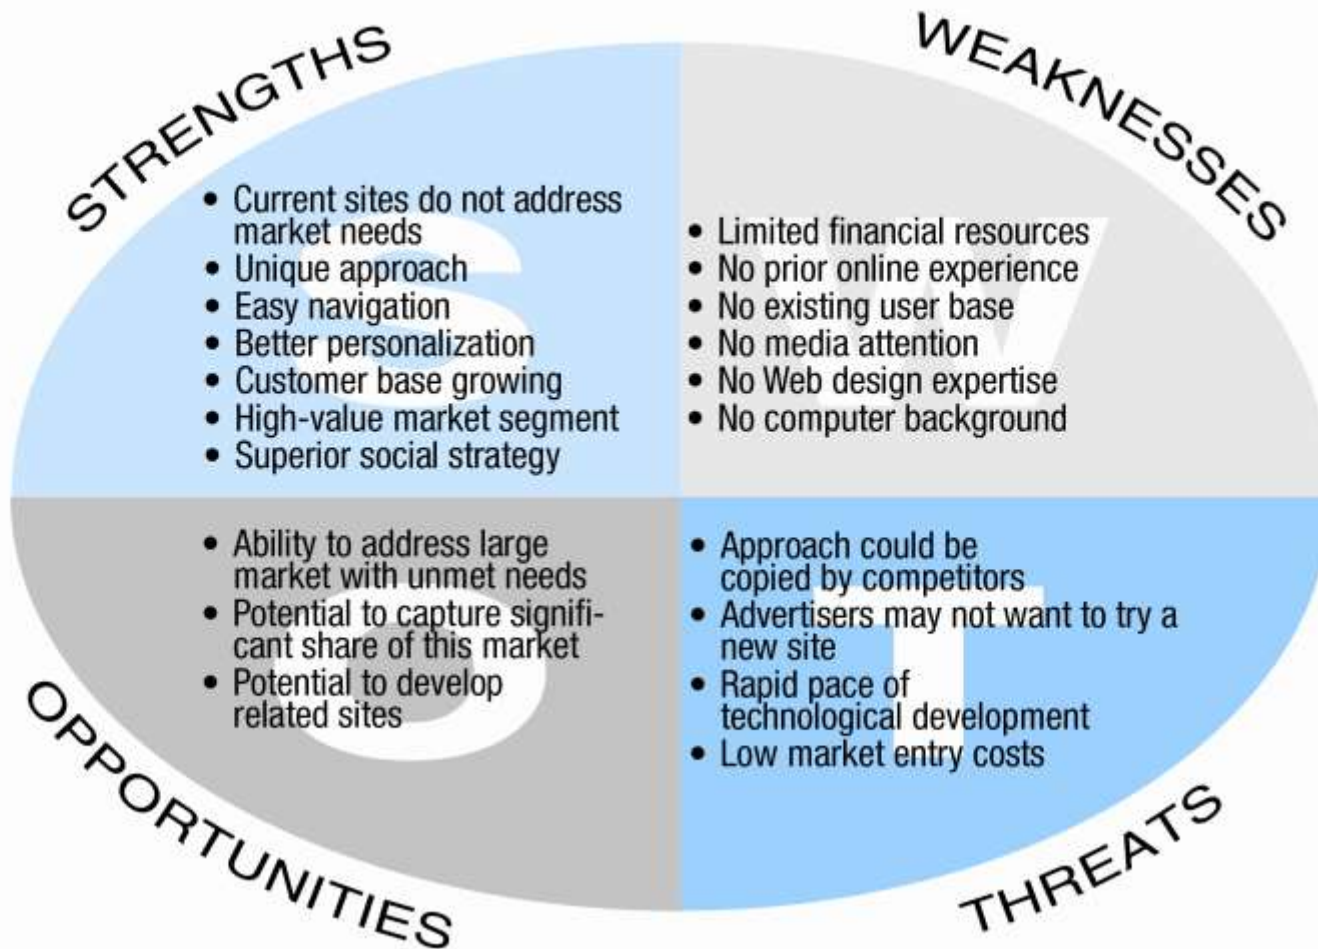 STRENGTHS
• Current sites do not address
market needs
• Unique approach
• Easy navigation
• Better personalization
• Customer base growing
• High-value market segment
• Superior social strategy
S
WEAKNESSES
• Limited financial resources
• No prior online experience
• No existing user base
• No media attention
• No Web design expertise
• No computer background
W
OPPORTUNITIES
• Ability to address large
market with unmet needs
• Potential to capture signifi-
cant share of this market
• Potential to develop
related sites
O
THREATS
• Approach could be
copied by competitors
• Advertisers may not want to try a
new site
• Rapid pace of
technological development
• Low market entry costs
T